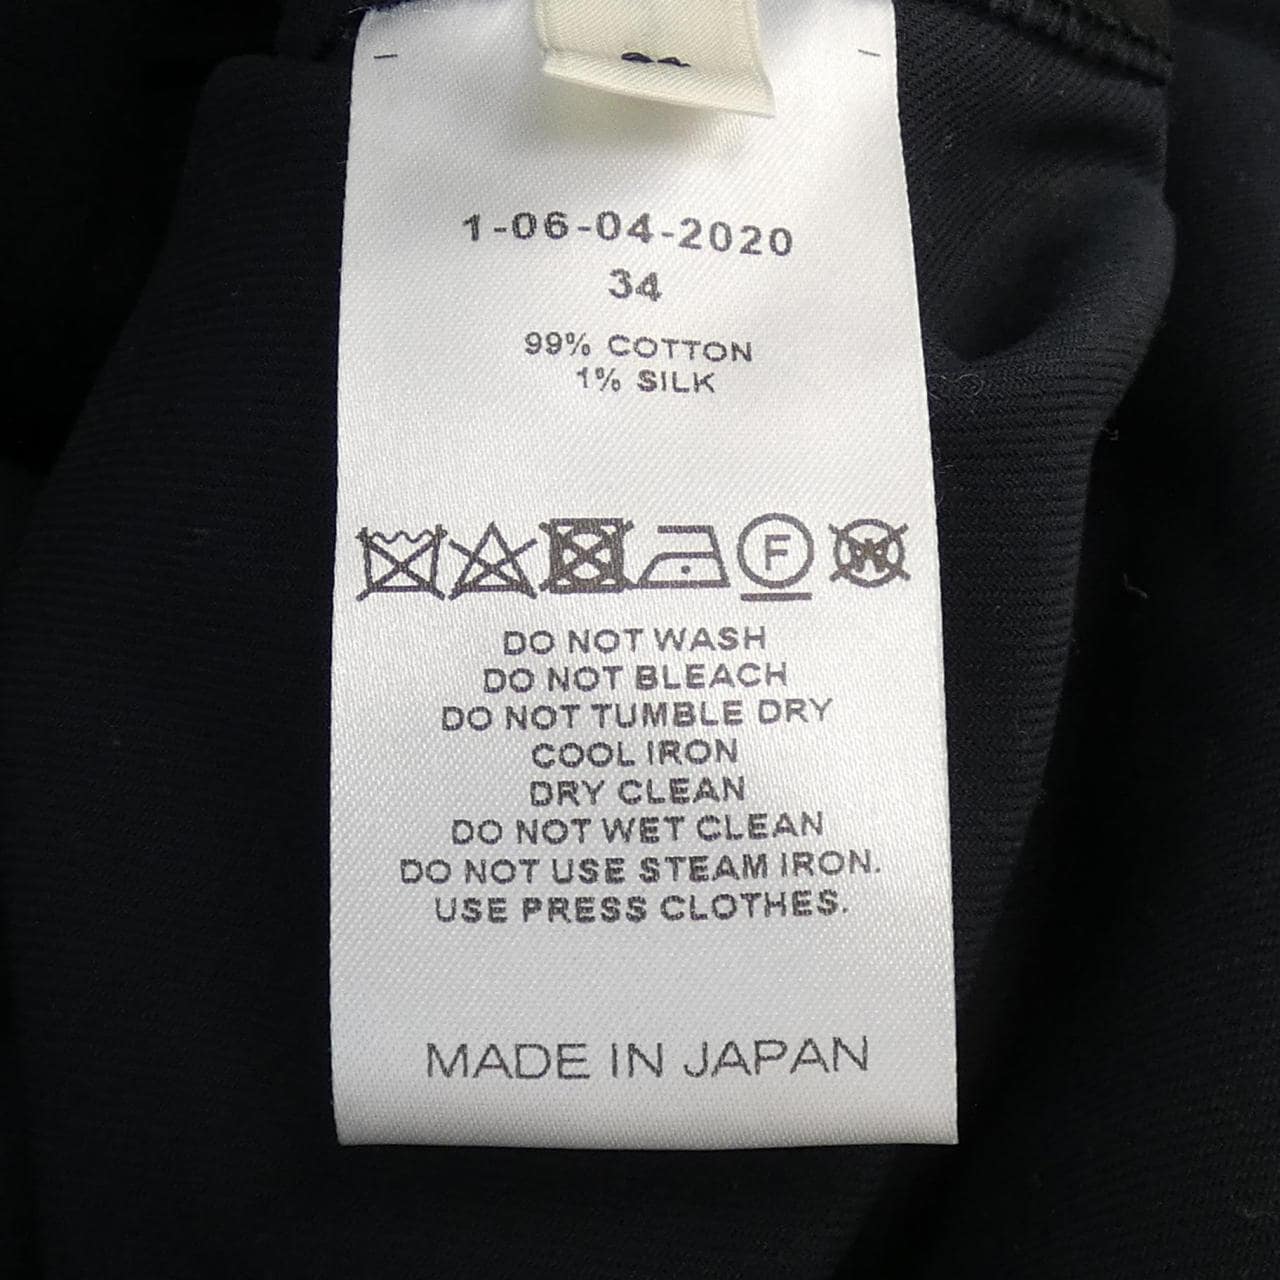 1-06-04-2020
34
99% COTTON
1% SILK
F
W
DO NOT WASH
DO NOT BLEACH
DO NOT TUMBLE DRY
COOL IRON
DRY CLEAN
DO NOT WET CLEAN
DO NOT USE STEAM IRON.
USE PRESS CLOTHES.
MADE IN JAPAN